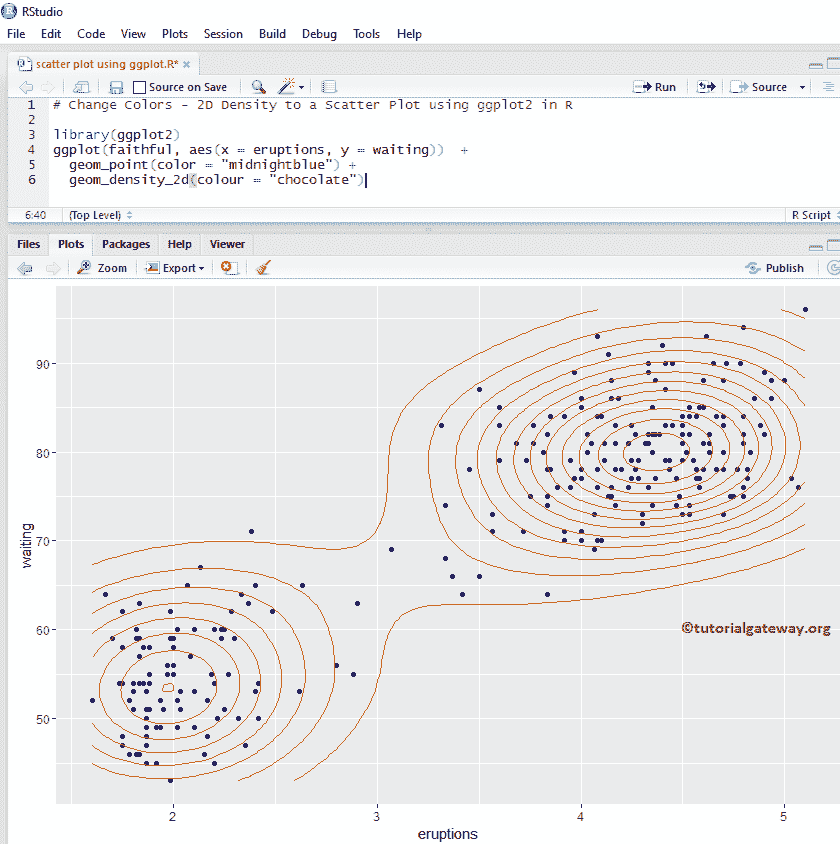 RStudio
File Edit Code View Plots Session Build Debug Tools Help
scatter plot using ggplot.R*
Source on Save Run Source
1 # Change Colors - 2D Density to a Scatter Plot using ggplot2 in R
2
3 library(ggplot2)
4 ggplot(faithful, aes(x = eruptions, y = waiting))  +
5   geom_point(color = "midnightblue") +
6   geom_density_2d(colour = "chocolate")
6:40 (Top Level) R Script
Files Plots Packages Help Viewer
Zoom Export Publish
90
80
70
waiting
60
©tutorialgateway.org
50
2 3 4 5
eruptions